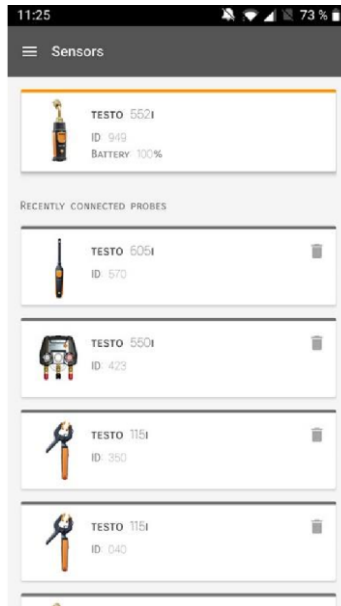 11:25
73 %
Sensors
TESTO 552I
ID: 949
BATTERY: 100%
RECENTLY CONNECTED PROBES
TESTO 605I
ID: 570
TESTO 550I
ID: 423
TESTO 115I
ID: 350
TESTO 115I
ID: 040